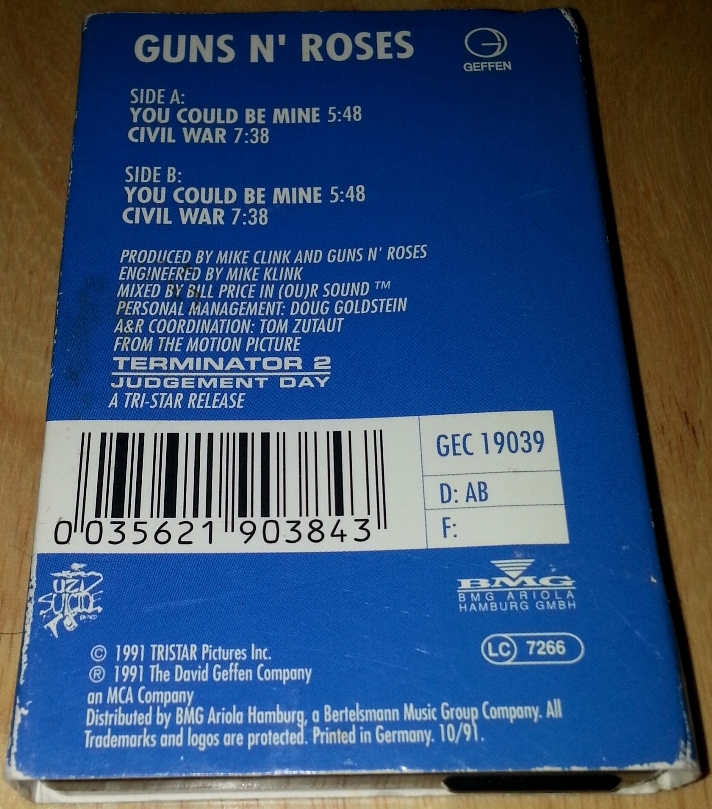 GUNS N' ROSES
GEFFEN
SIDE A:
YOU COULD BE MINE 5:48
CIVIL WAR 7:38
SIDE B:
YOU COULD BE MINE 5:48
CIVIL WAR 7:38
PRODUCED BY MIKE CLINK AND GUNS N' ROSES
ENGINEERED BY MIKE KLINK
MIXED BY BILL PRICE IN (OU)R SOUND ™
PERSONAL MANAGEMENT: DOUG GOLDSTEIN
A&R COORDINATION: TOM ZUTAUT
FROM THE MOTION PICTURE
TERMINATOR 2
JUDGEMENT DAY
A TRI-STAR RELEASE
GEC 19039
D: AB
F:
0 035621 903843
UZI
SUICIDE
BMG
BMG ARIOLA
HAMBURG GMBH
LC 7266
© 1991 TRISTAR Pictures Inc.
® 1991 The David Geffen Company
an MCA Company
Distributed by BMG Ariola Hamburg, a Bertelsmann Music Group Company. All
Trademarks and logos are protected. Printed in Germany. 10/91.